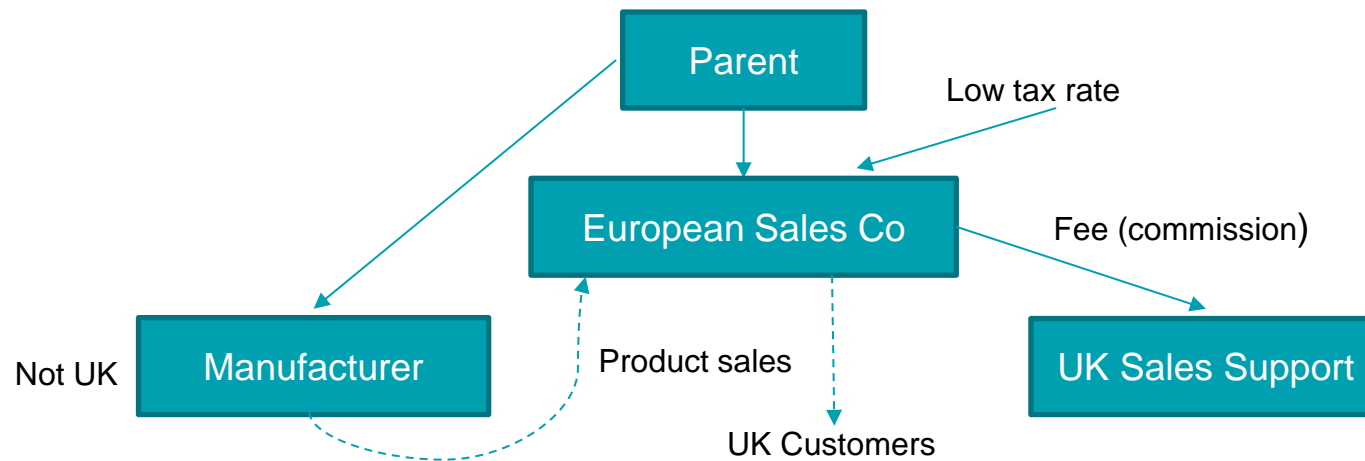 Parent
Low tax rate
European Sales Co
Fee (commission)
Not UK
Manufacturer
Product sales
UK Sales Support
UK Customers